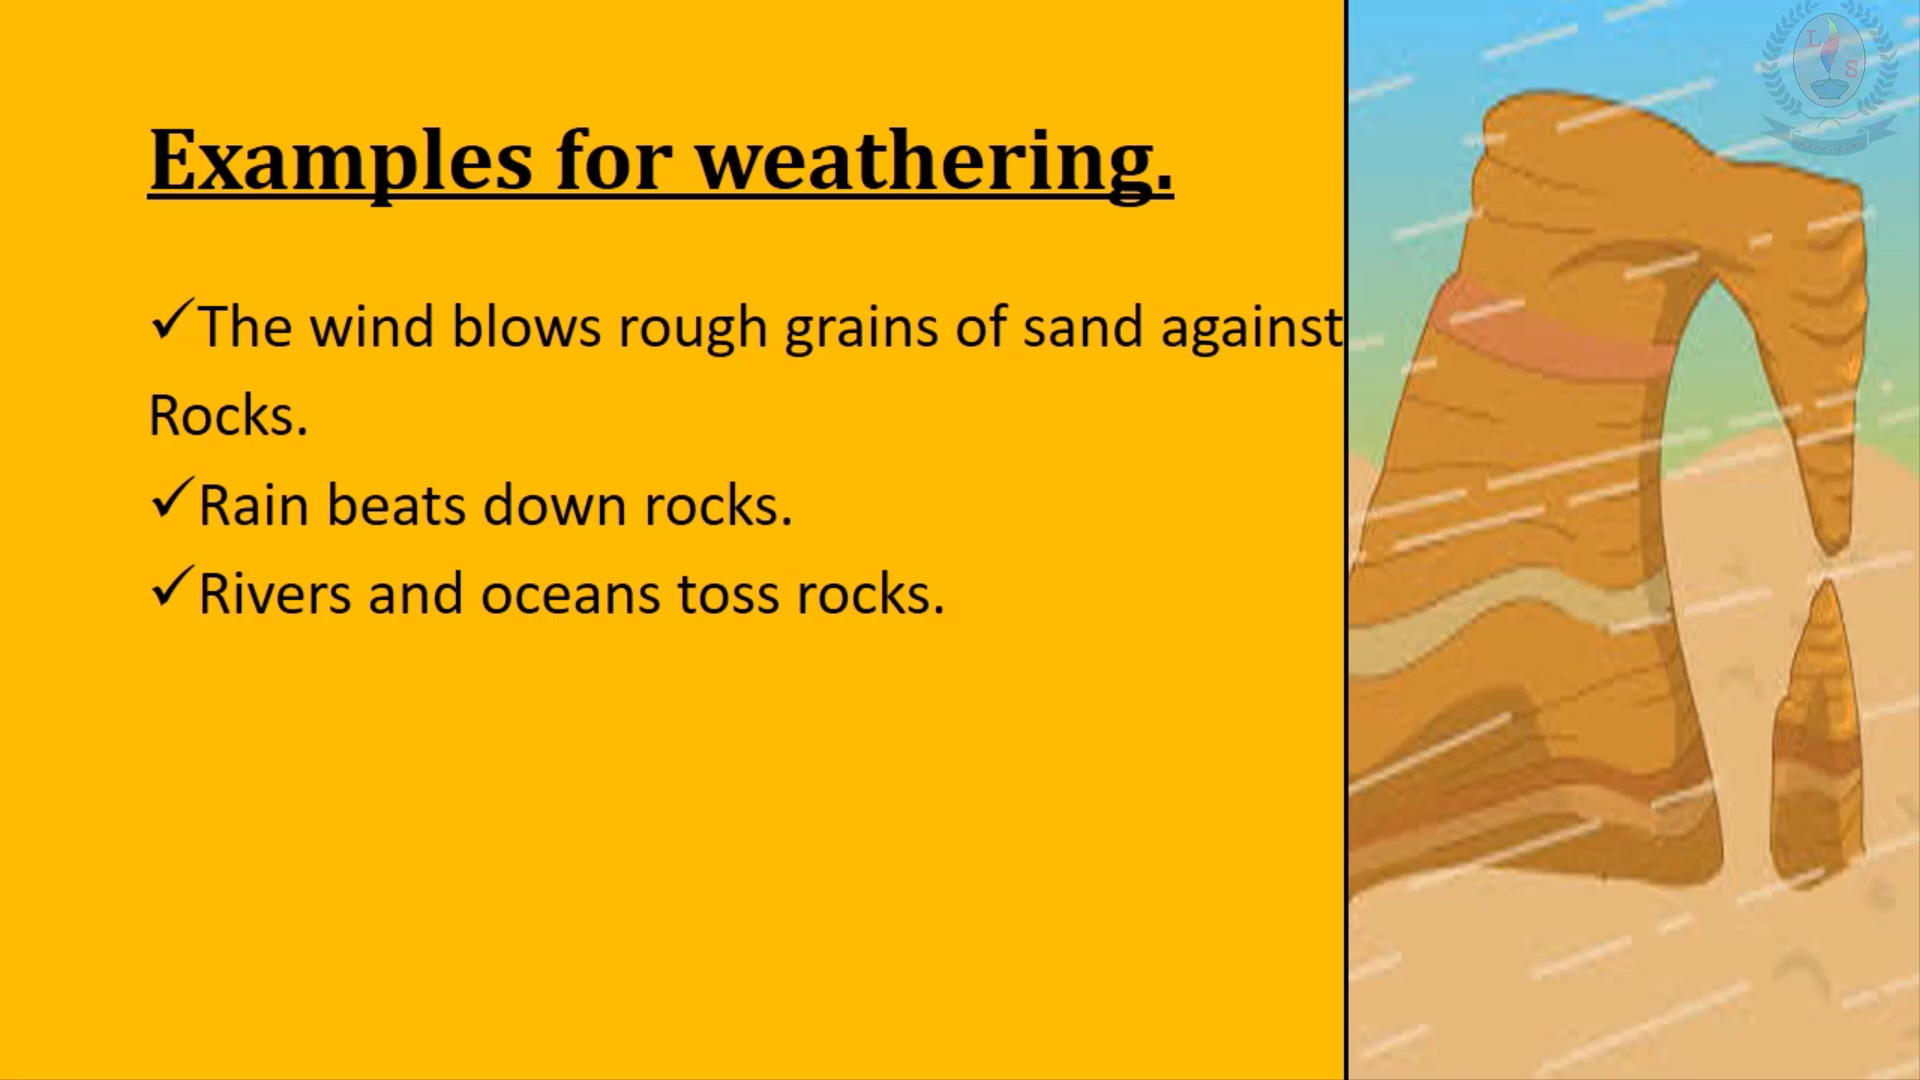 Examples for weathering.
✓The wind blows rough grains of sand against
Rocks.
✓Rain beats down rocks.
✓Rivers and oceans toss rocks.
L
S